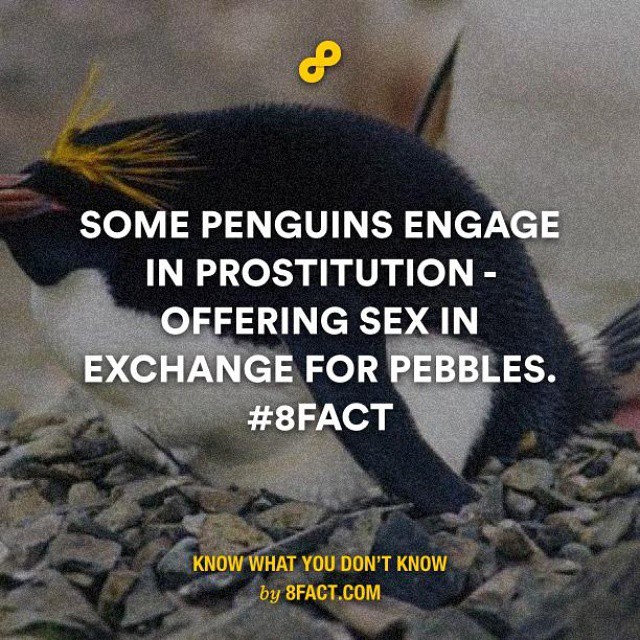 SOME PENGUINS ENGAGE
IN PROSTITUTION -
OFFERING SEX IN
EXCHANGE FOR PEBBLES.
#8FACT
KNOW WHAT YOU DON'T KNOW
by 8FACT.COM